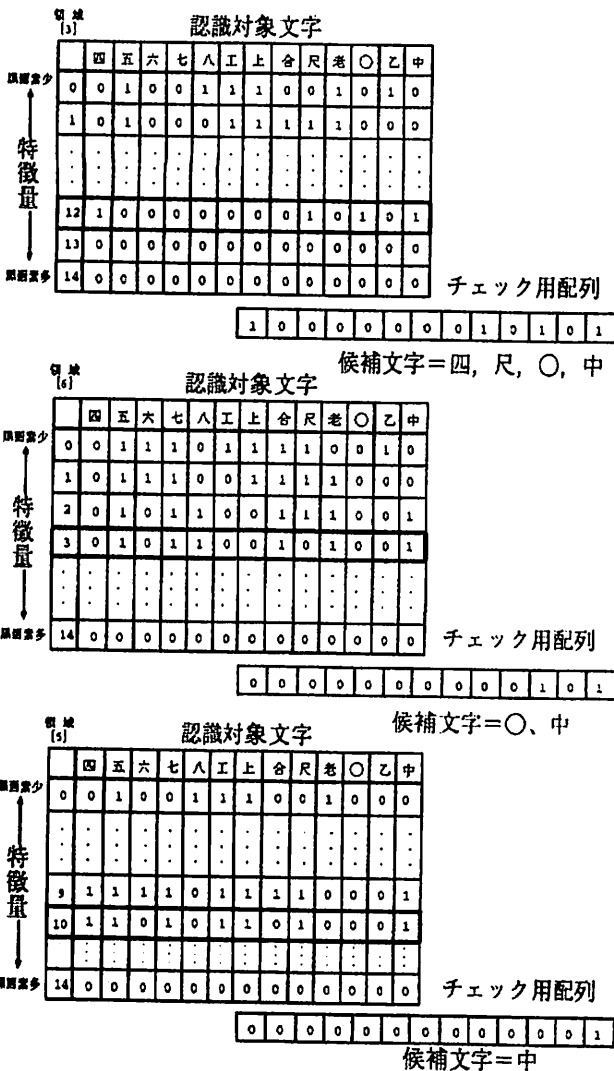 領域
[3]
認識対象文字
四 五 六 七 八 工 上 合 尺 老 〇 乙 中
黒画素少
0 0 1 0 0 1 1 1 0 0 1 0 1 0
1 0 1 0 0 0 1 1 1 1 1 0 0 0
特徴量
12 1 0 0 0 0 0 0 0 1 0 1 0 1
13 0 0 0 0 0 0 0 0 0 0 0 0 0
黒画素多
14 0 0 0 0 0 0 0 0 0 0 0 0 0
チェック用配列
1 0 0 0 0 0 0 0 1 0 1 0 1
候補文字=四, 尺, 〇, 中
領域
[6]
認識対象文字
四 五 六 七 八 工 上 合 尺 老 〇 乙 中
黒画素少
0 0 1 1 1 0 1 1 1 1 0 0 1 0
1 0 1 1 1 0 0 1 1 1 1 0 0 0
2 0 1 0 1 1 0 0 1 1 1 0 0 1
特徴量
3 0 1 0 1 1 0 0 1 0 1 0 0 1
黒画素多
14 0 0 0 0 0 0 0 0 0 0 0 0 0
チェック用配列
0 0 0 0 0 0 0 0 0 0 1 0 1
候補文字=〇、中
領域
[5]
認識対象文字
四 五 六 七 八 工 上 合 尺 老 〇 乙 中
黒画素少
0 0 1 0 0 1 1 1 0 0 1 0 0 0
特徴量
9 1 1 1 1 0 1 1 1 1 0 0 0 1
10 1 1 0 1 0 1 1 0 1 0 0 0 1
黒画素多
14 0 0 0 0 0 0 0 0 0 0 0 0 0
チェック用配列
0 0 0 0 0 0 0 0 0 0 0 0 1
候補文字=中